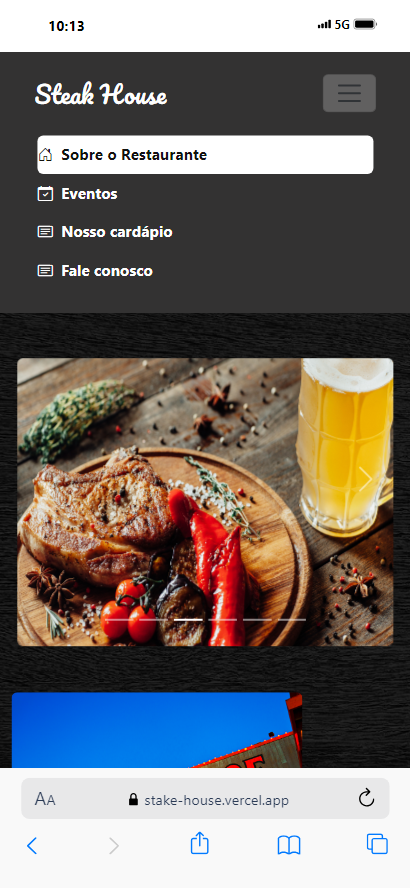 10:13
5G
Steak House
Sobre o Restaurante
Eventos
Nosso cardápio
Fale conosco
AA
stake-house.vercel.app